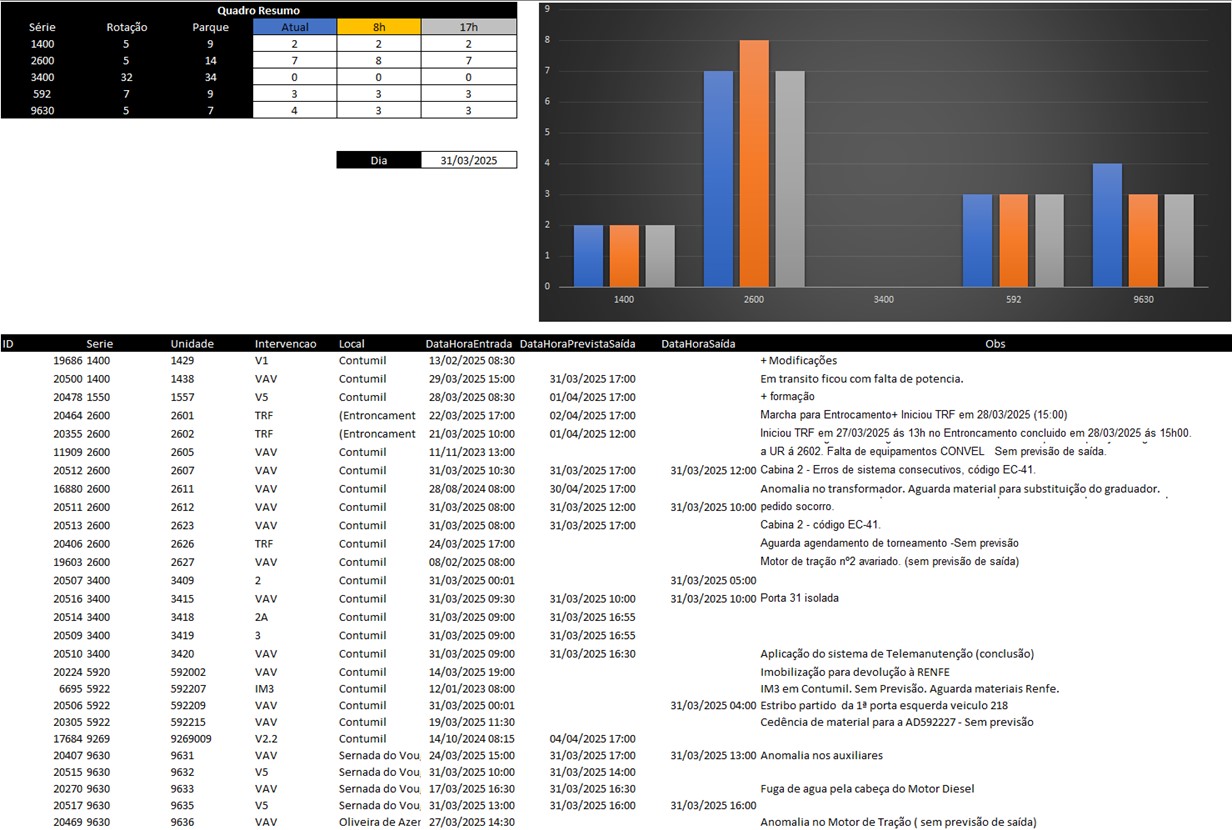 Quadro Resumo
Série Rotação Parque Atual 8h 17h
1400 5 9 2 2 2
2600 5 14 7 8 7
3400 32 34 0 0 0
592 7 9 3 3 3
9630 5 7 4 3 3
Dia 31/03/2025
9
8
7
6
5
4
3
2
1
0
1400 2600 3400 592 9630
ID Serie Unidade Intervencao Local DataHoraEntrada DataHoraPrevistaSaída DataHoraSaída Obs
19686 1400 1429 V1 Contumil 13/02/2025 08:30 + Modificações
20500 1400 1438 VAV Contumil 29/03/2025 15:00 31/03/2025 17:00 Em transito ficou com falta de potencia.
20478 1550 1557 V5 Contumil 28/03/2025 08:30 01/04/2025 17:00 + formação
20464 2600 2601 TRF (Entroncament 22/03/2025 17:00 02/04/2025 17:00 Marcha para Entrocamento+ Iniciou TRF em 28/03/2025 (15:00)
20355 2600 2602 TRF (Entroncament 21/03/2025 10:00 01/04/2025 12:00 Iniciou TRF em 27/03/2025 ás 13h no Entroncamento concluido em 28/03/2025 ás 15h00.
11909 2600 2605 VAV Contumil 11/11/2023 13:00 a UR á 2602. Falta de equipamentos CONVEL Sem previsão de saída.
20512 2600 2607 VAV Contumil 31/03/2025 10:30 31/03/2025 17:00 31/03/2025 12:00 Cabina 2 - Erros de sistema consecutivos, código EC-41.
16880 2600 2611 VAV Contumil 28/08/2024 08:00 30/04/2025 17:00 Anomalia no transformador. Aguarda material para substituição do graduador.
20511 2600 2612 VAV Contumil 31/03/2025 08:00 31/03/2025 12:00 31/03/2025 10:00 pedido socorro.
20513 2600 2623 VAV Contumil 31/03/2025 08:00 31/03/2025 17:00 Cabina 2 - código EC-41.
20406 2600 2626 TRF Contumil 24/03/2025 17:00 Aguarda agendamento de torneamento -Sem previsão
19603 2600 2627 VAV Contumil 08/02/2025 08:00 Motor de tração nº2 avariado. (sem previsão de saída)
20507 3400 3409 2 Contumil 31/03/2025 00:01 31/03/2025 05:00
20516 3400 3415 VAV Contumil 31/03/2025 09:30 31/03/2025 10:00 31/03/2025 10:00 Porta 31 isolada
20514 3400 3418 2A Contumil 31/03/2025 09:00 31/03/2025 16:55
20509 3400 3419 3 Contumil 31/03/2025 09:00 31/03/2025 16:55
20510 3400 3420 VAV Contumil 31/03/2025 09:00 31/03/2025 16:30 Aplicação do sistema de Telemanutenção (conclusão)
20224 5920 592002 VAV Contumil 14/03/2025 19:00 Imobilização para devolução à RENFE
6695 5922 592207 IM3 Contumil 12/01/2023 08:00 IM3 em Contumil. Sem Previsão. Aguarda materiais Renfe.
20506 5922 592209 VAV Contumil 31/03/2025 00:01 31/03/2025 04:00 Estribo partido da 1ª porta esquerda veiculo 218
20305 5922 592215 VAV Contumil 19/03/2025 11:30 Cedência de material para a AD592227 - Sem previsão
17684 9269 9269009 V2.2 Contumil 14/10/2024 08:15 04/04/2025 17:00
20407 9630 9631 VAV Sernada do Vou 24/03/2025 15:00 31/03/2025 17:00 31/03/2025 13:00 Anomalia nos auxiliares
20515 9630 9632 V5 Sernada do Vou 31/03/2025 10:00 31/03/2025 14:00
20270 9630 9633 VAV Sernada do Vou 17/03/2025 16:30 31/03/2025 16:30 Fuga de agua pela cabeça do Motor Diesel
20517 9630 9635 V5 Sernada do Vou 31/03/2025 13:00 31/03/2025 16:00 31/03/2025 16:00
20469 9630 9636 VAV Oliveira de Azer 27/03/2025 14:30 Anomalia no Motor de Tração ( sem previsão de saída)